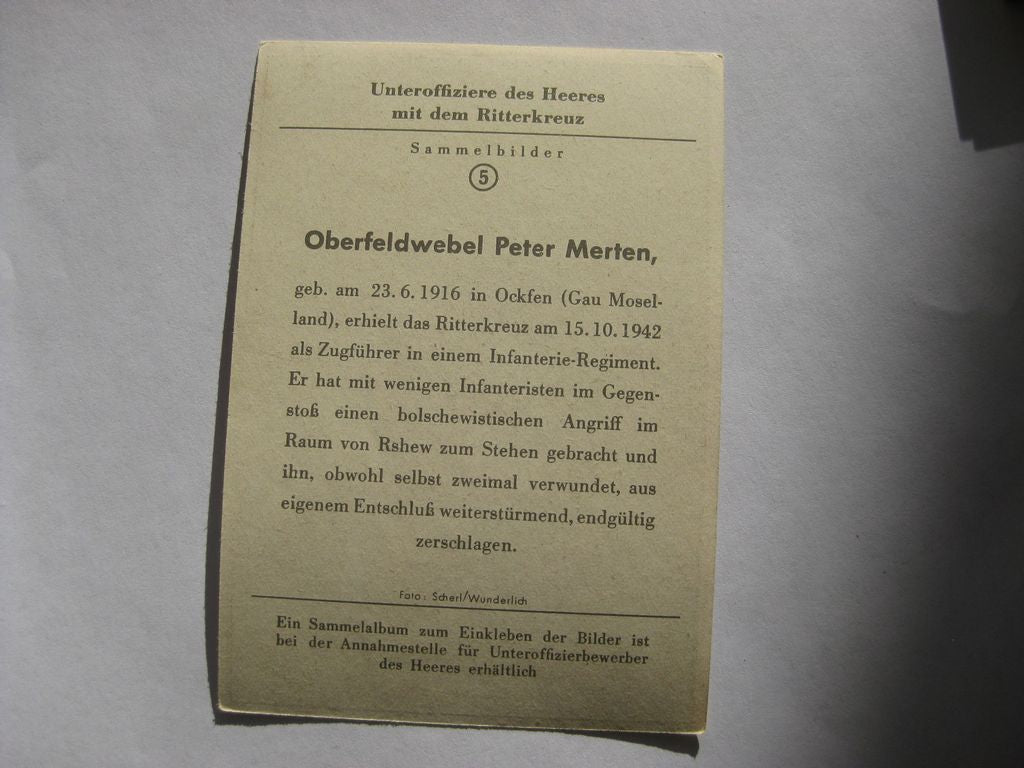 Unteroffiziere des Heeres
mit dem Ritterkreuz
Sammelbilder
5
Oberfeldwebel Peter Merten,
geb. am 23. 6. 1916 in Ockfen (Gau Mosel-
land), erhielt das Ritterkreuz am 15. 10. 1942
als Zugführer in einem Infanterie-Regiment.
Er hat mit wenigen Infanteristen im Gegen-
stoß einen bolschewistischen Angriff im
Raum von Rshew zum Stehen gebracht und
ihn, obwohl selbst zweimal verwundet, aus
eigenem Entschluß weiterstürmend, endgültig
zerschlagen.
Foto: Scherl/Wunderlich
Ein Sammelalbum zum Einkleben der Bilder ist
bei der Annahmestelle für Unteroffizierbewerber
des Heeres erhältlich